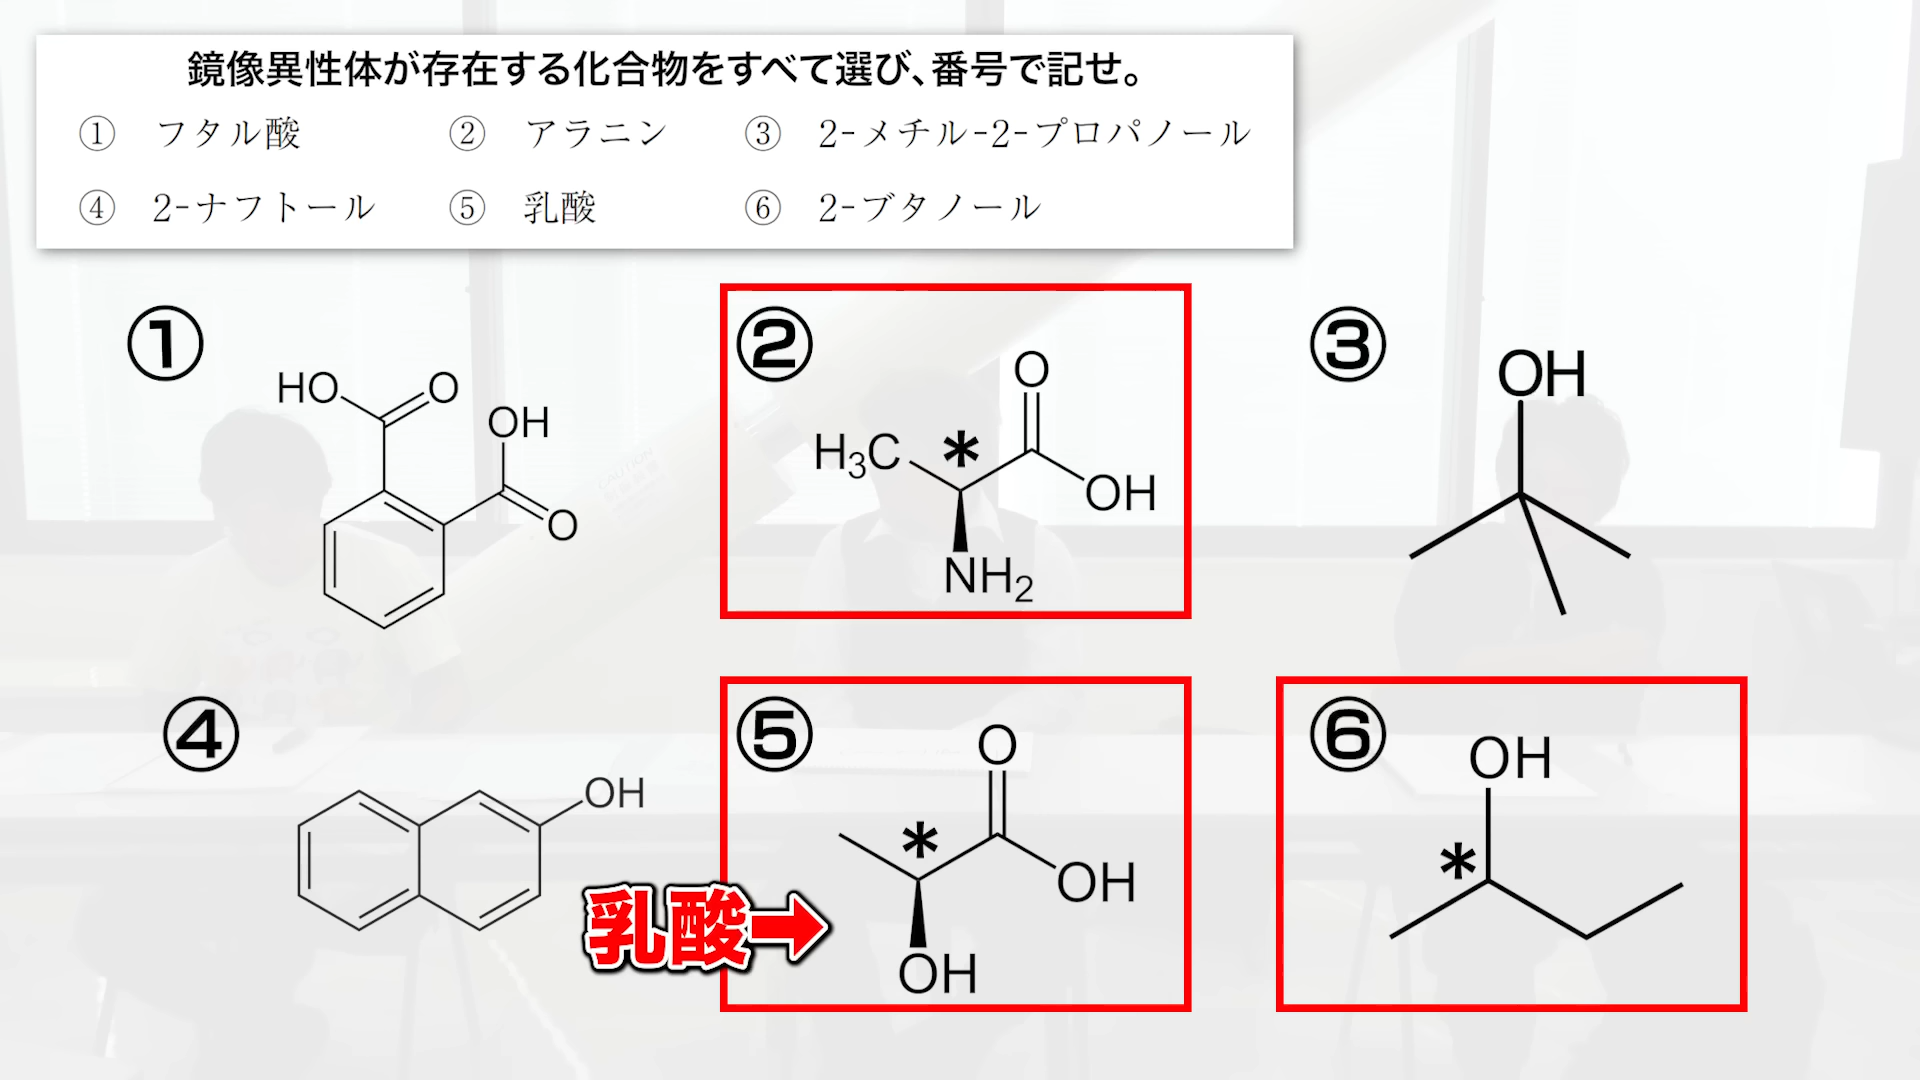 鏡像異性体が存在する化合物をすべて選び、番号で記せ。
① フタル酸 ② アラニン ③ 2-メチル-2-プロパノール
④ 2-ナフトール ⑤ 乳酸 ⑥ 2-ブタノール
①
HO O
OH
O
②
O
H₃C *
OH
NH₂
③
OH
④
OH
⑤
O
*
OH
OH
乳酸➡
⑥
OH
*
CAUTION